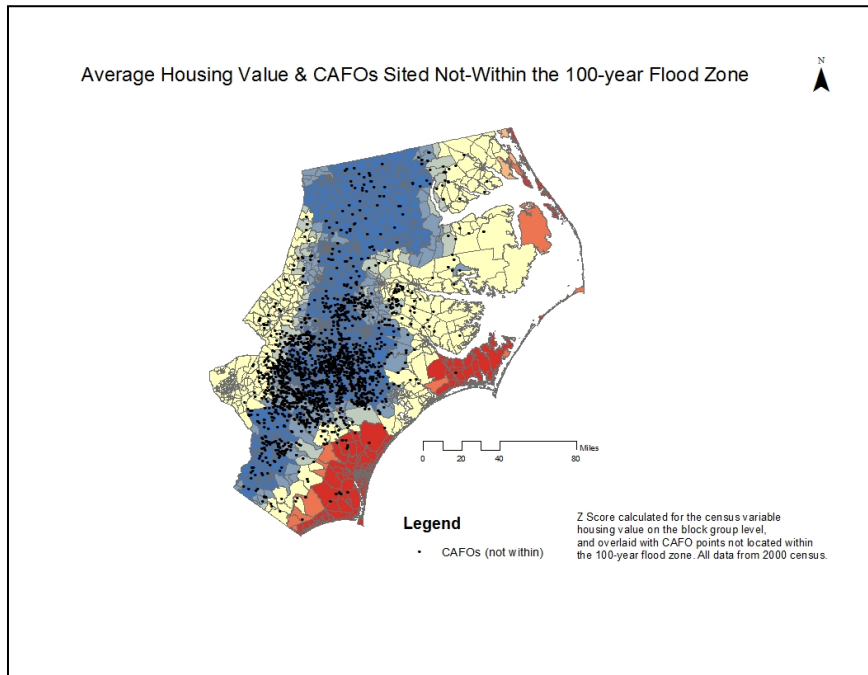 Average Housing Value & CAFOs Sited Not-Within the 100-year Flood Zone
N
Miles
0 20 40 80
Legend
CAFOs (not within)
Z Score calculated for the census variable
housing value on the block group level,
and overlaid with CAFO points not located within
the 100-year flood zone. All data from 2000 census.